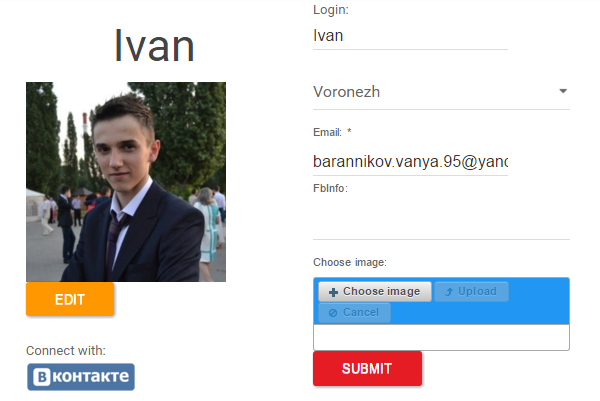 Ivan
EDIT
Connect with:
В контакте
Login:
Ivan
Voronezh
Email: *
barannikov.vanya.95@yand
FbInfo:
Choose image:
Choose image
Upload
Cancel
SUBMIT